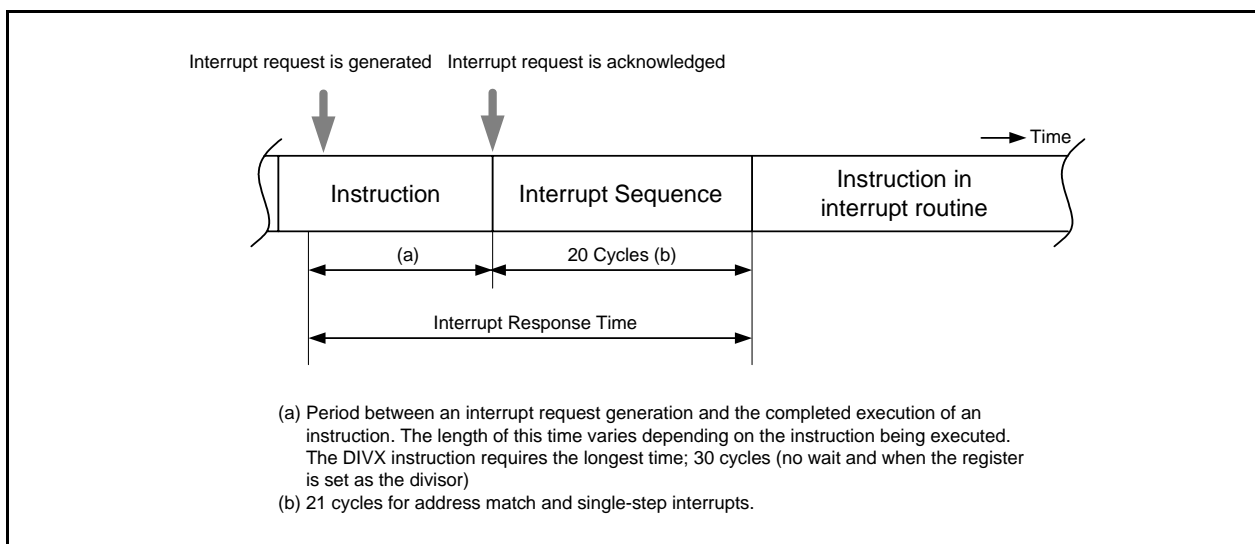 Interrupt request is generated Interrupt request is acknowledged
Time
Instruction Interrupt Sequence Instruction in
interrupt routine
(a) 20 Cycles (b)
Interrupt Response Time
(a) Period between an interrupt request generation and the completed execution of an
instruction. The length of this time varies depending on the instruction being executed.
The DIVX instruction requires the longest time; 30 cycles (no wait and when the register
is set as the divisor)
(b) 21 cycles for address match and single-step interrupts.